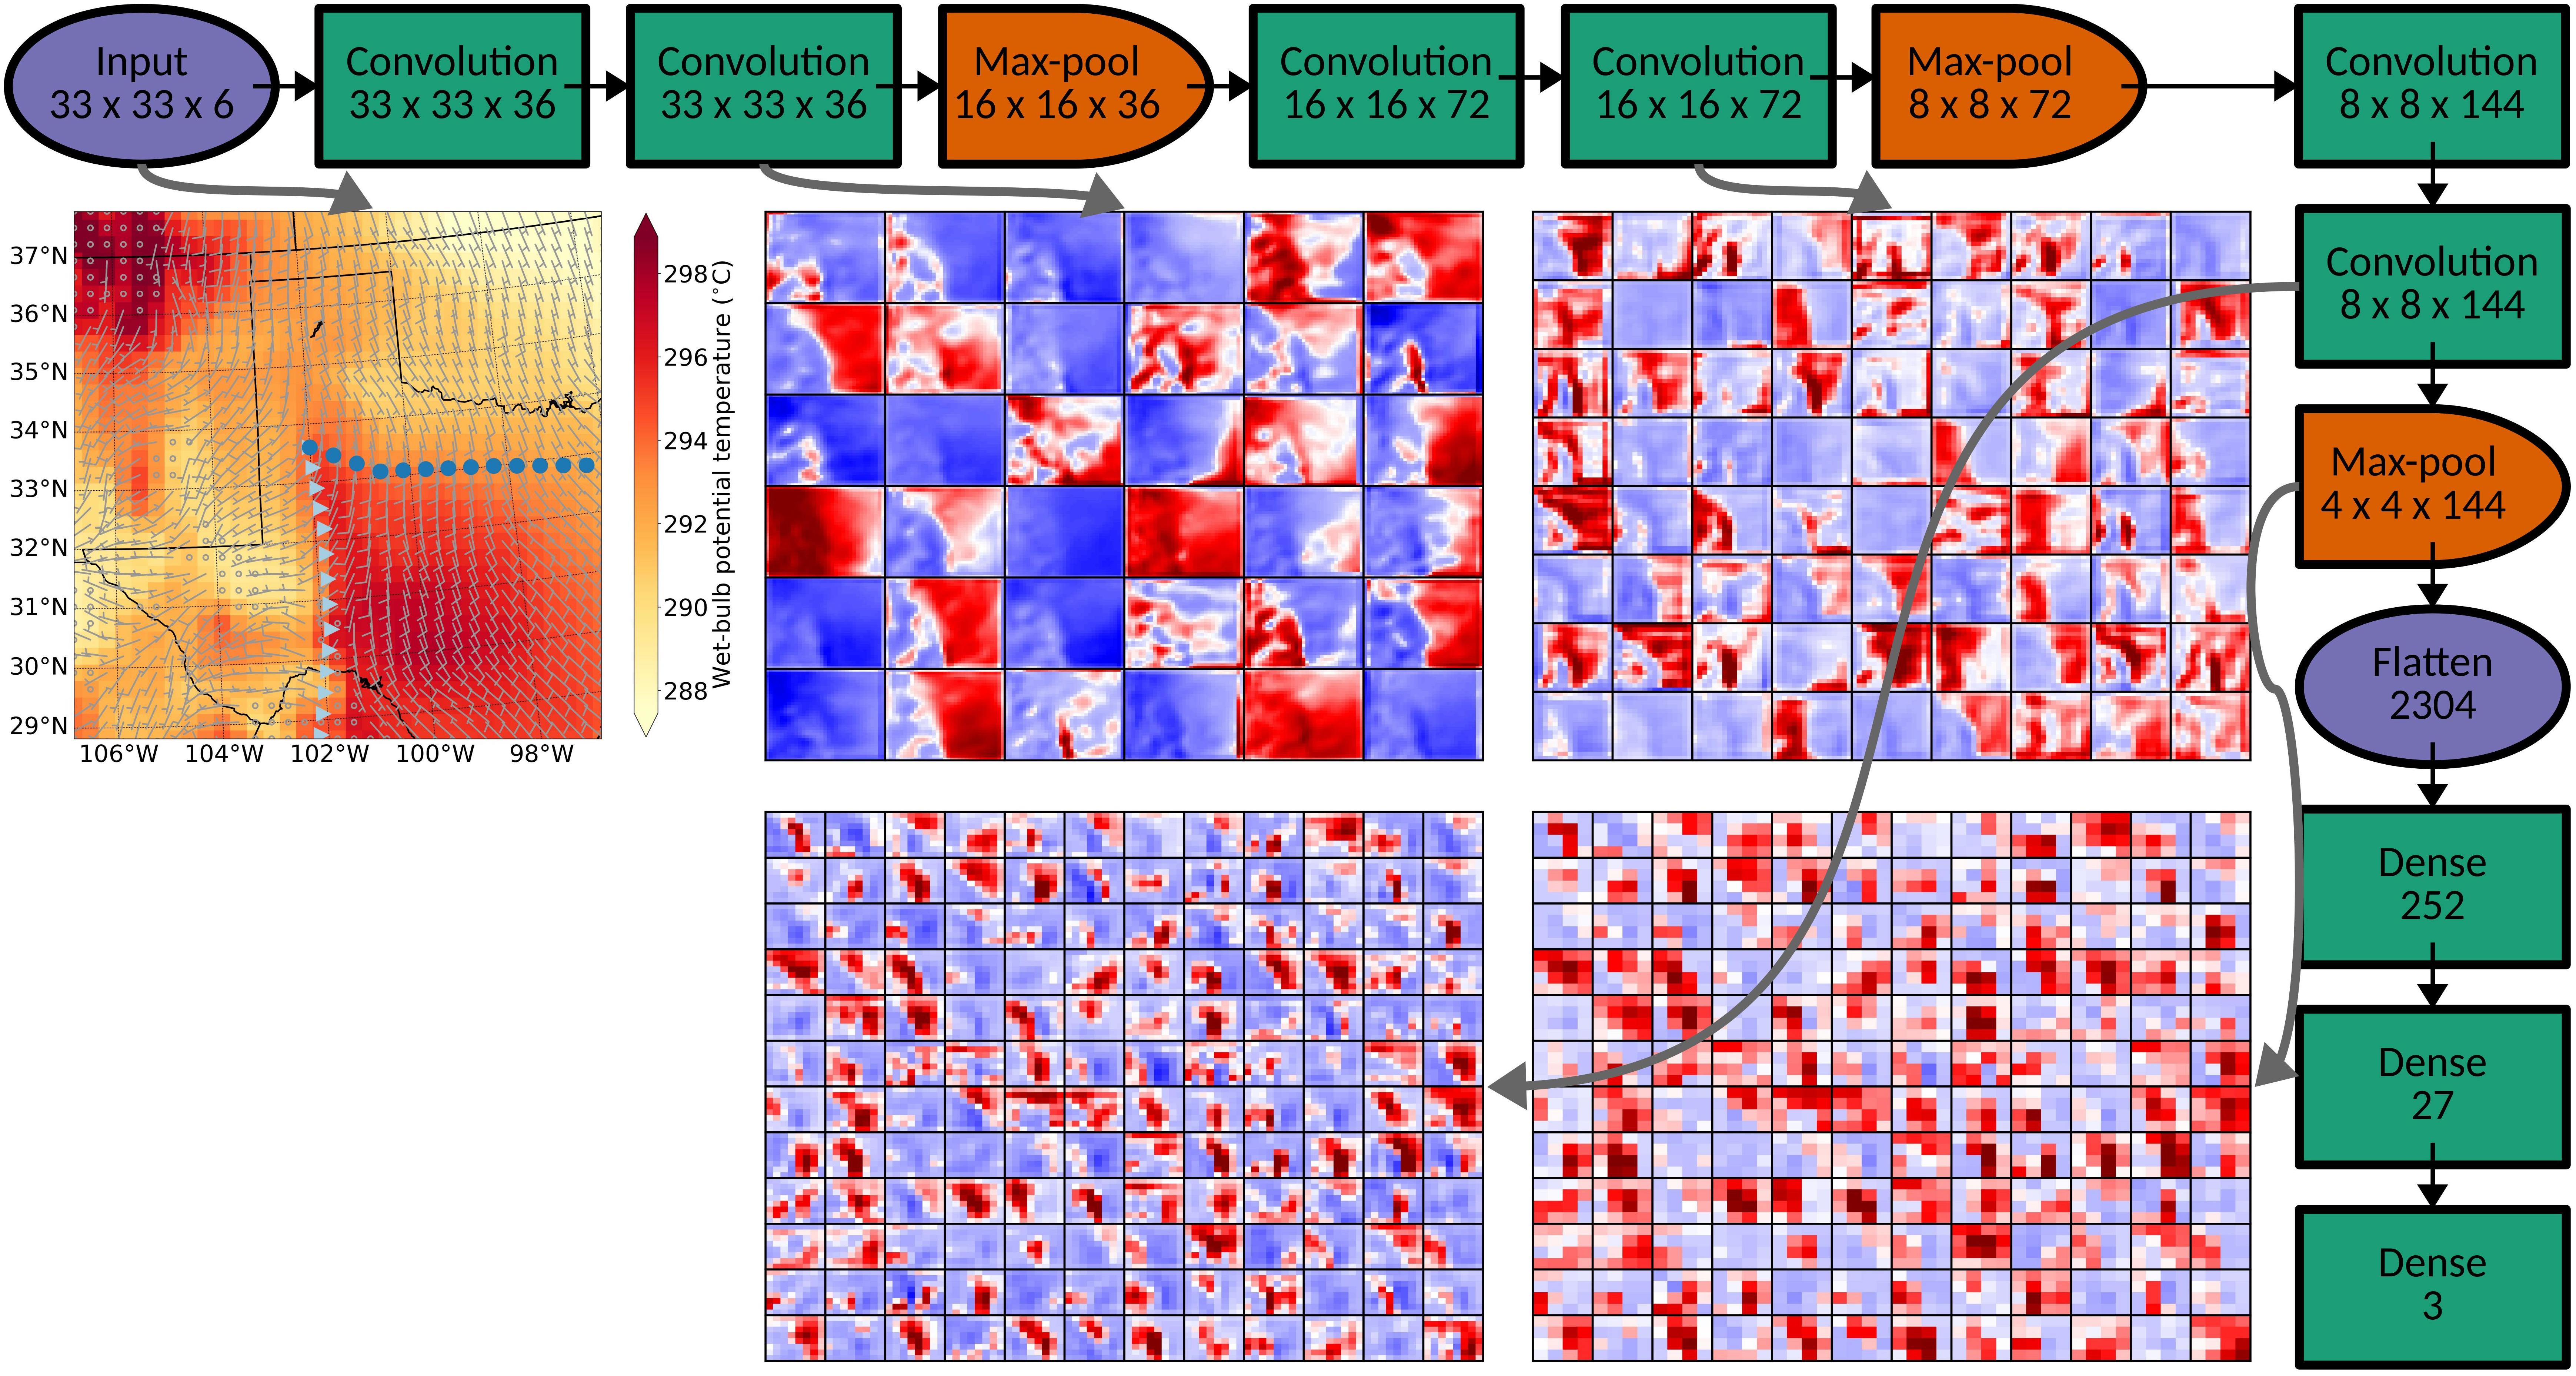 Input
33 x 33 x 6
Convolution
33 x 33 x 36
Convolution
33 x 33 x 36
Max-pool
16 x 16 x 36
Convolution
16 x 16 x 72
Convolution
16 x 16 x 72
Max-pool
8 x 8 x 72
Convolution
8 x 8 x 144
Convolution
8 x 8 x 144
Max-pool
4 x 4 x 144
Flatten
2304
Dense
252
Dense
27
Dense
3
37°N
36°N
35°N
34°N
33°N
32°N
31°N
30°N
29°N
106°W
104°W
102°W
100°W
98°W
298
296
294
292
290
288
Wet-bulb potential temperature (°C)